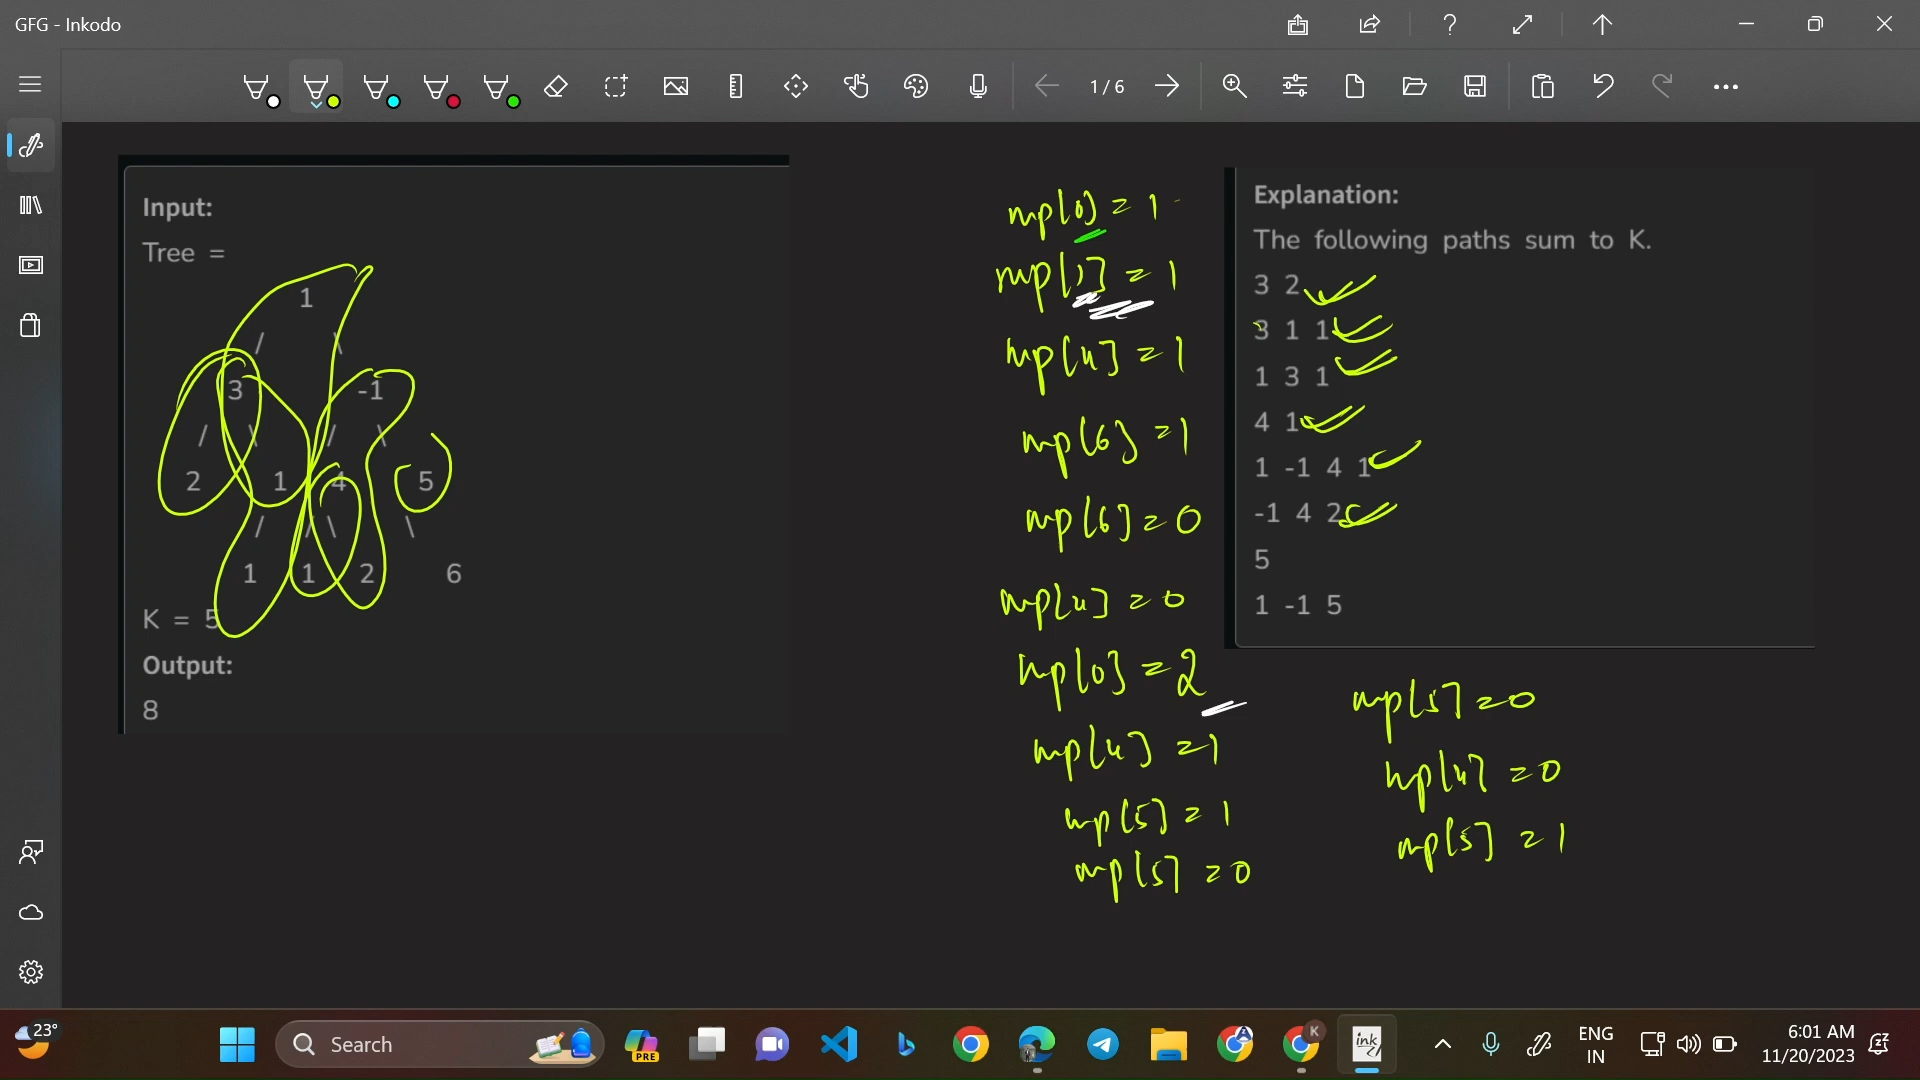 GFG - Inkodo
1 / 6
Input:
Tree =
1
/ \
3 -1
/ \ / \
2 1 4 5
/ / \ \
1 1 2 6
K = 5
Output:
8
mp[0] = 1
mp[1] = 1
mp[4] = 1
mp[6] = 1
mp[6] = 0
mp[4] = 0
mp[0] = 2
mp[4] = 1
mp[5] = 1
mp[5] = 0
Explanation:
The following paths sum to K.
3 2
3 1 1
1 3 1
4 1
1 -1 4 1
-1 4 2
5
1 -1 5
mp[5] = 0
mp[4] = 0
mp[5] = 1
23°
Search
PRE
K
ink
ENG
IN
6:01 AM
11/20/2023